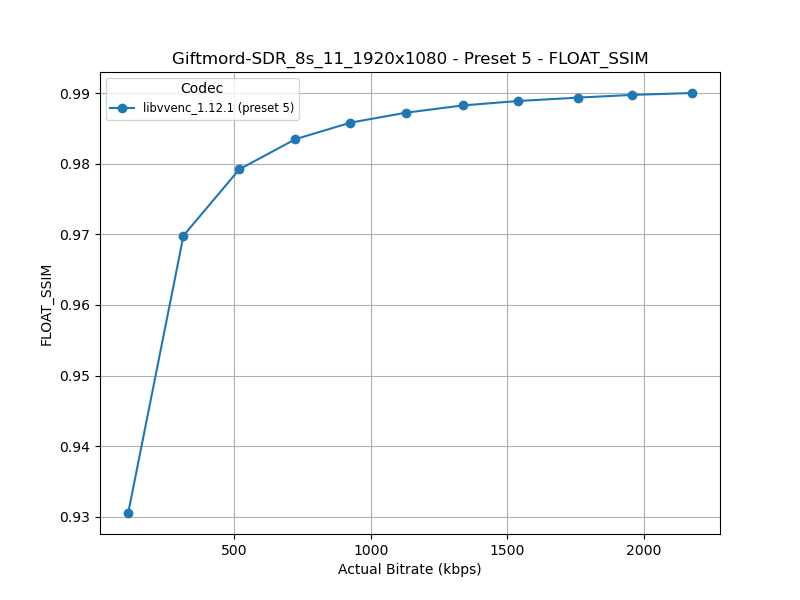 Giftmord-SDR_8s_11_1920x1080 - Preset 5 - FLOAT_SSIM
Codec
libvvenc_1.12.1 (preset 5)
FLOAT_SSIM
0.99
0.98
0.97
0.96
0.95
0.94
0.93
500 1000 1500 2000
Actual Bitrate (kbps)